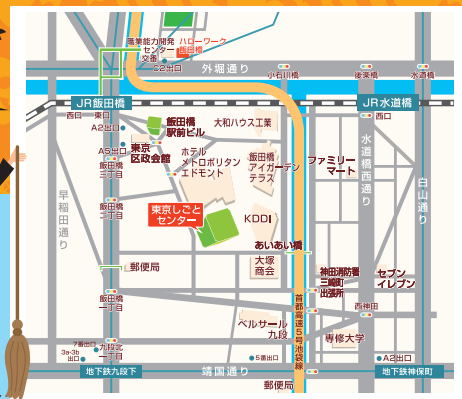 職業能力開発
センター
交番
ハローワーク
飯田橋
C2出口
外堀通り
小石川橋
後楽橋
水道橋
JR飯田橋
JR水道橋
西口
東口
A2出口
飯田橋
駅前ビル
大和ハウス工業
西口
A5出口
東京
区政会館
ホテル
メトロポリタン
エドモント
飯田橋
アイガーデン
テラス
ファミリー
マート
水道橋西通り
白山通り
飯田橋
三丁目
早稲田通り
飯田橋
二丁目
東京しごと
センター
KDDI
あいあい橋
郵便局
大塚
商会
神田消防署
三崎町
出張所
セブン
イレブン
飯田橋
一丁目
首都高速5号池袋線
西神田
ベルサール
九段
専修大学
7番出口
3a・3b
出口
九段北
一丁目
5番出口
A2出口
地下鉄九段下
靖国通り
地下鉄神保町
郵便局